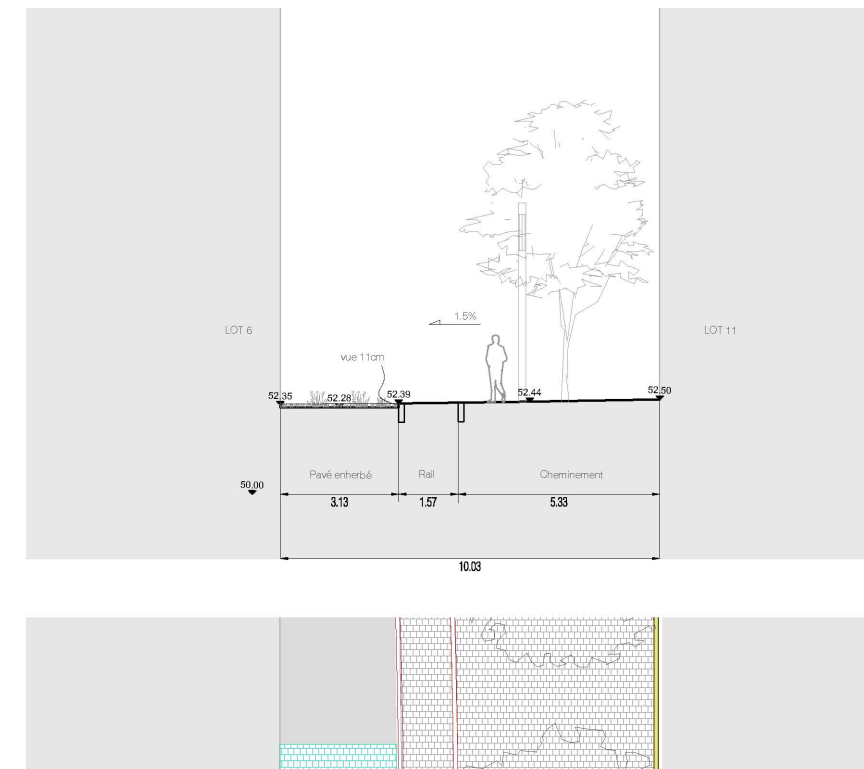 1.5%
LOT 6
LOT 11
vue 11cm
52.35
52.28
52.39
52.44
52.50
Pavé enherbé
Rail
Cheminement
50.00
3.13
1.57
5.33
10.03